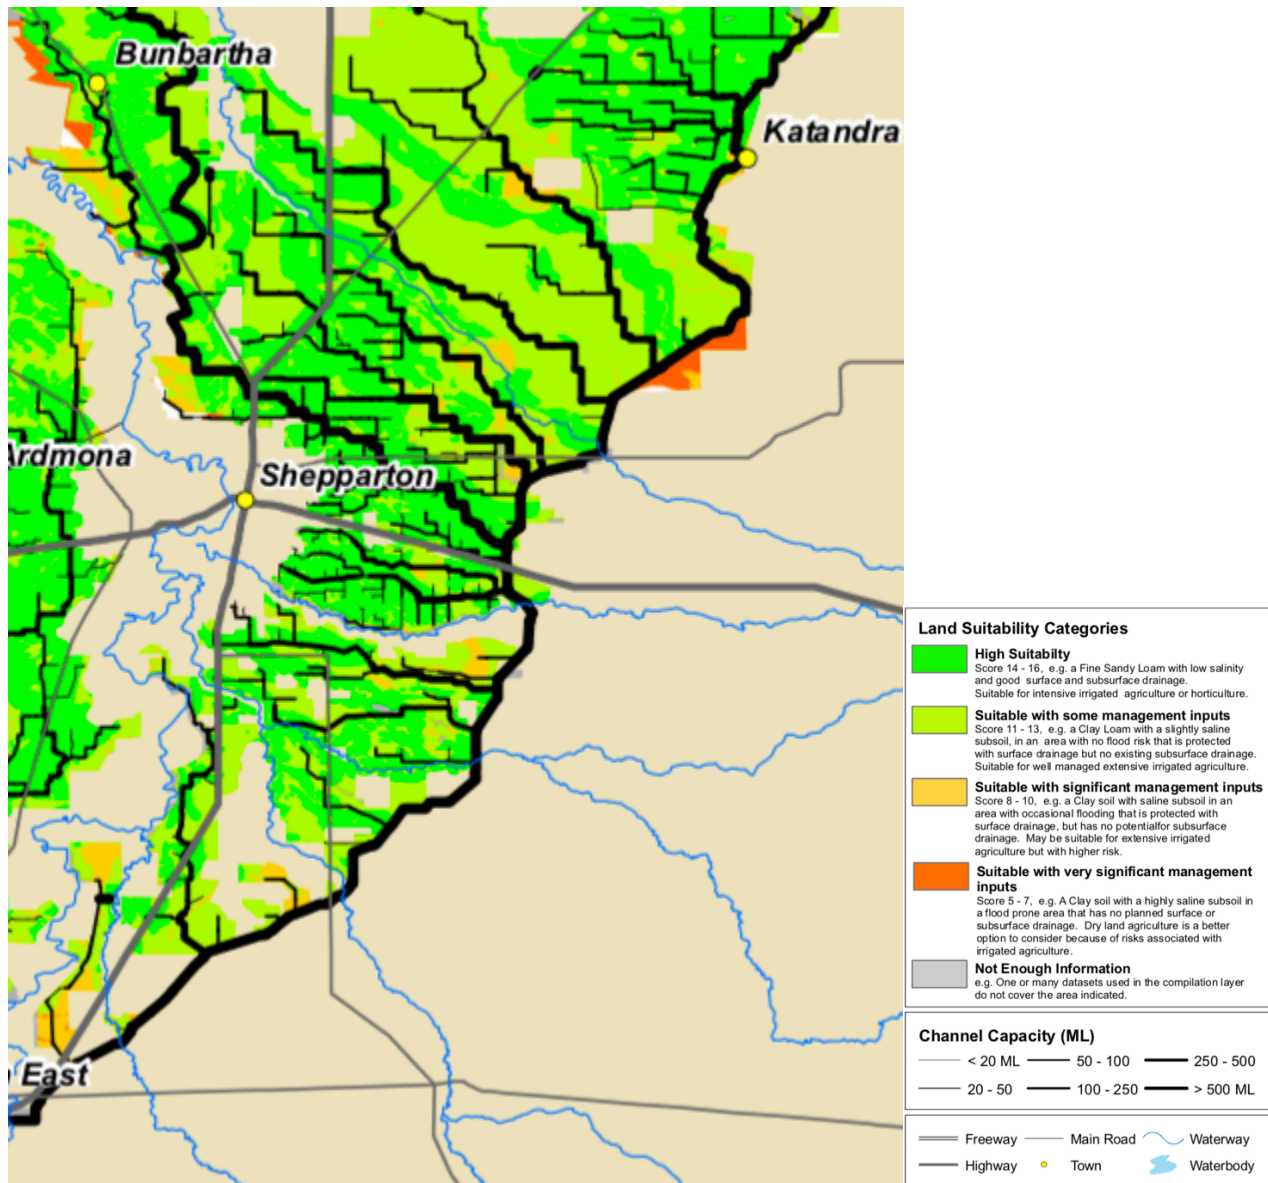 Bunbartha
Katandra
Ardmona
Shepparton
East
Land Suitability Categories
High Suitabilty
Score 14 - 16, e.g. a Fine Sandy Loam with low salinity
and good surface and subsurface drainage.
Suitable for intensive irrigated agriculture or horticulture.
Suitable with some management inputs
Score 11 - 13, e.g. a Clay Loam with a slightly saline
subsoil, in an area with no flood risk that is protected
with surface drainage but no existing subsurface drainage.
Suitable for well managed extensive irrigated agriculture.
Suitable with significant management inputs
Score 8 - 10, e.g. a Clay soil with saline subsoil in an
area with occasional flooding that is protected with
surface drainage, but has no potentialfor subsurface
drainage. May be suitable for extensive irrigated
agriculture but with higher risk.
Suitable with very significant management
inputs
Score 5 - 7, e.g. A Clay soil with a highly saline subsoil in
a flood prone area that has no planned surface or
subsurface drainage. Dry land agriculture is a better
option to consider because of risks associated with
irrigated agriculture.
Not Enough Information
e.g. One or many datasets used in the compilation layer
do not cover the area indicated.
Channel Capacity (ML)
< 20 ML 50 - 100 250 - 500
20 - 50 100 - 250 > 500 ML
Freeway Main Road Waterway
Highway Town Waterbody